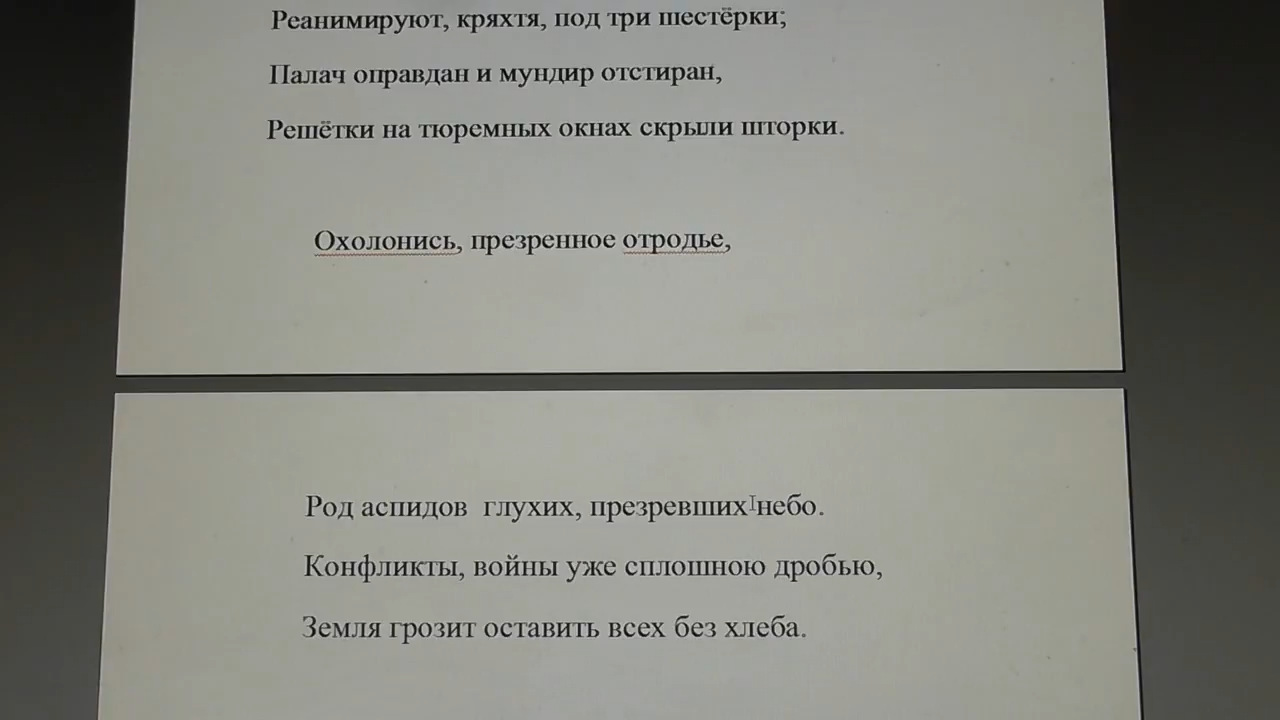 Реанимируют, кряхтя, под три шестёрки;
Палач оправдан и мундир отстиран,
Решётки на тюремных окнах скрыли шторки.
Охолонись, презренное отродье,
Род аспидов глухих, презревших небо.
Конфликты, войны уже сплошною дробью,
Земля грозит оставить всех без хлеба.